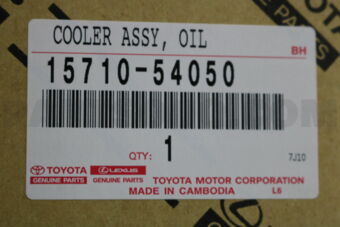 COOLER ASSY, OIL
BH
15710-54050
QTY: 1
7J10
TOYOTA LEXUS TOYOTA MOTOR CORPORATION
GENUINE PARTS GENUINE PARTS
MADE IN CAMBODIA L6